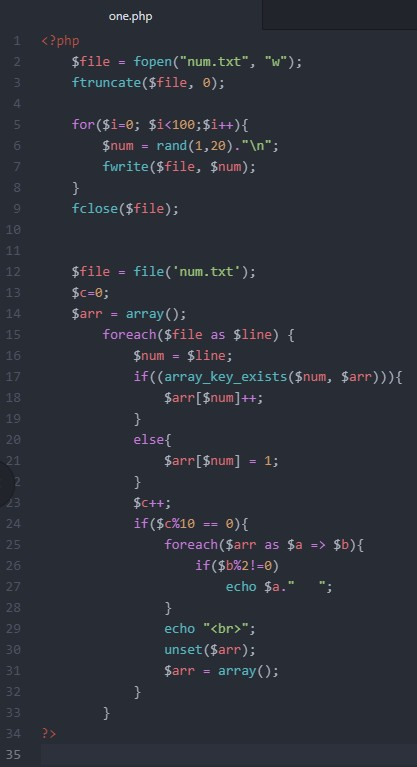 one.php
1 <?php
2 $file = fopen("num.txt", "w");
3 ftruncate($file, 0);
4
5 for($i=0; $i<100;$i++){
6 $num = rand(1,20)."\n";
7 fwrite($file, $num);
8 }
9 fclose($file);
10
11
12 $file = file('num.txt');
13 $c=0;
14 $arr = array();
15 foreach($file as $line) {
16 $num = $line;
17 if((array_key_exists($num, $arr))){
18 $arr[$num]++;
19 }
20 else{
21 $arr[$num] = 1;
2 }
23 $c++;
24 if($c%10 == 0){
25 foreach($arr as $a => $b){
26 if($b%2!=0)
27 echo $a."   ";
28 }
29 echo "<br>";
30 unset($arr);
31 $arr = array();
32 }
33 }
34 ?>
35